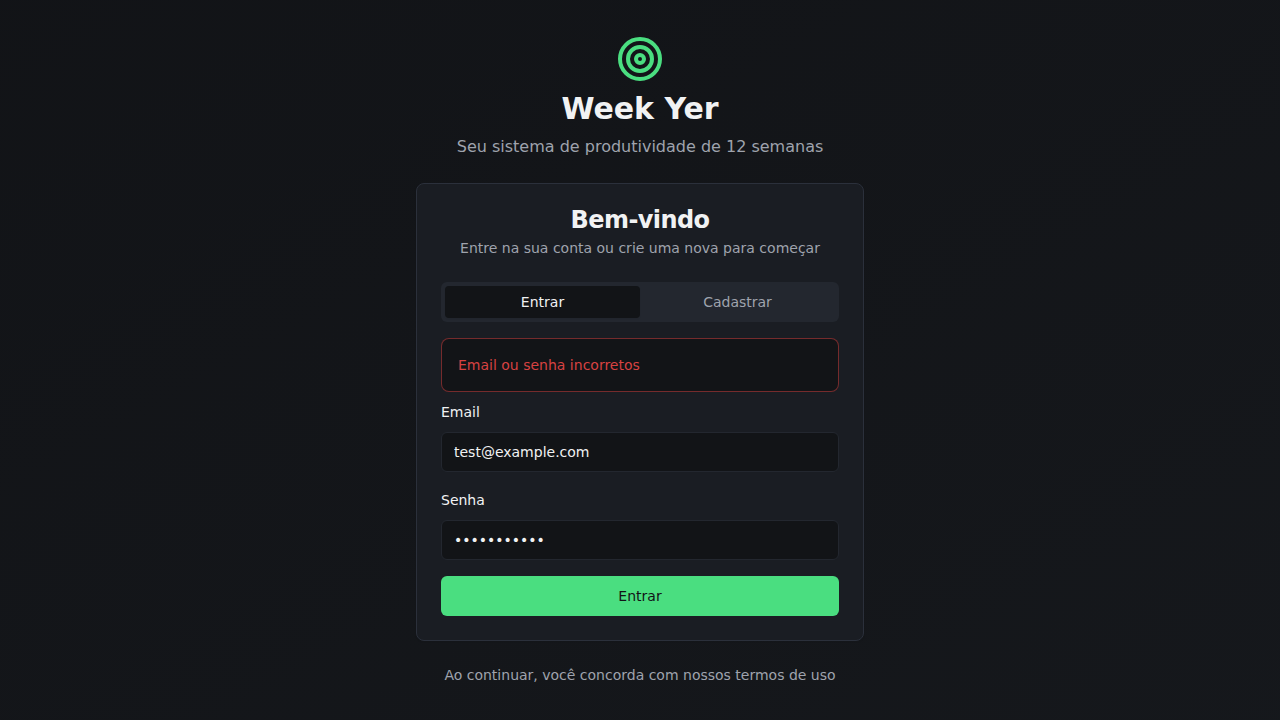 Week Yer
Seu sistema de produtividade de 12 semanas
Bem-vindo
Entre na sua conta ou crie uma nova para começar
Entrar
Cadastrar
Email ou senha incorretos
Email
test@example.com
Senha
•••••••••••
Entrar
Ao continuar, você concorda com nossos termos de uso